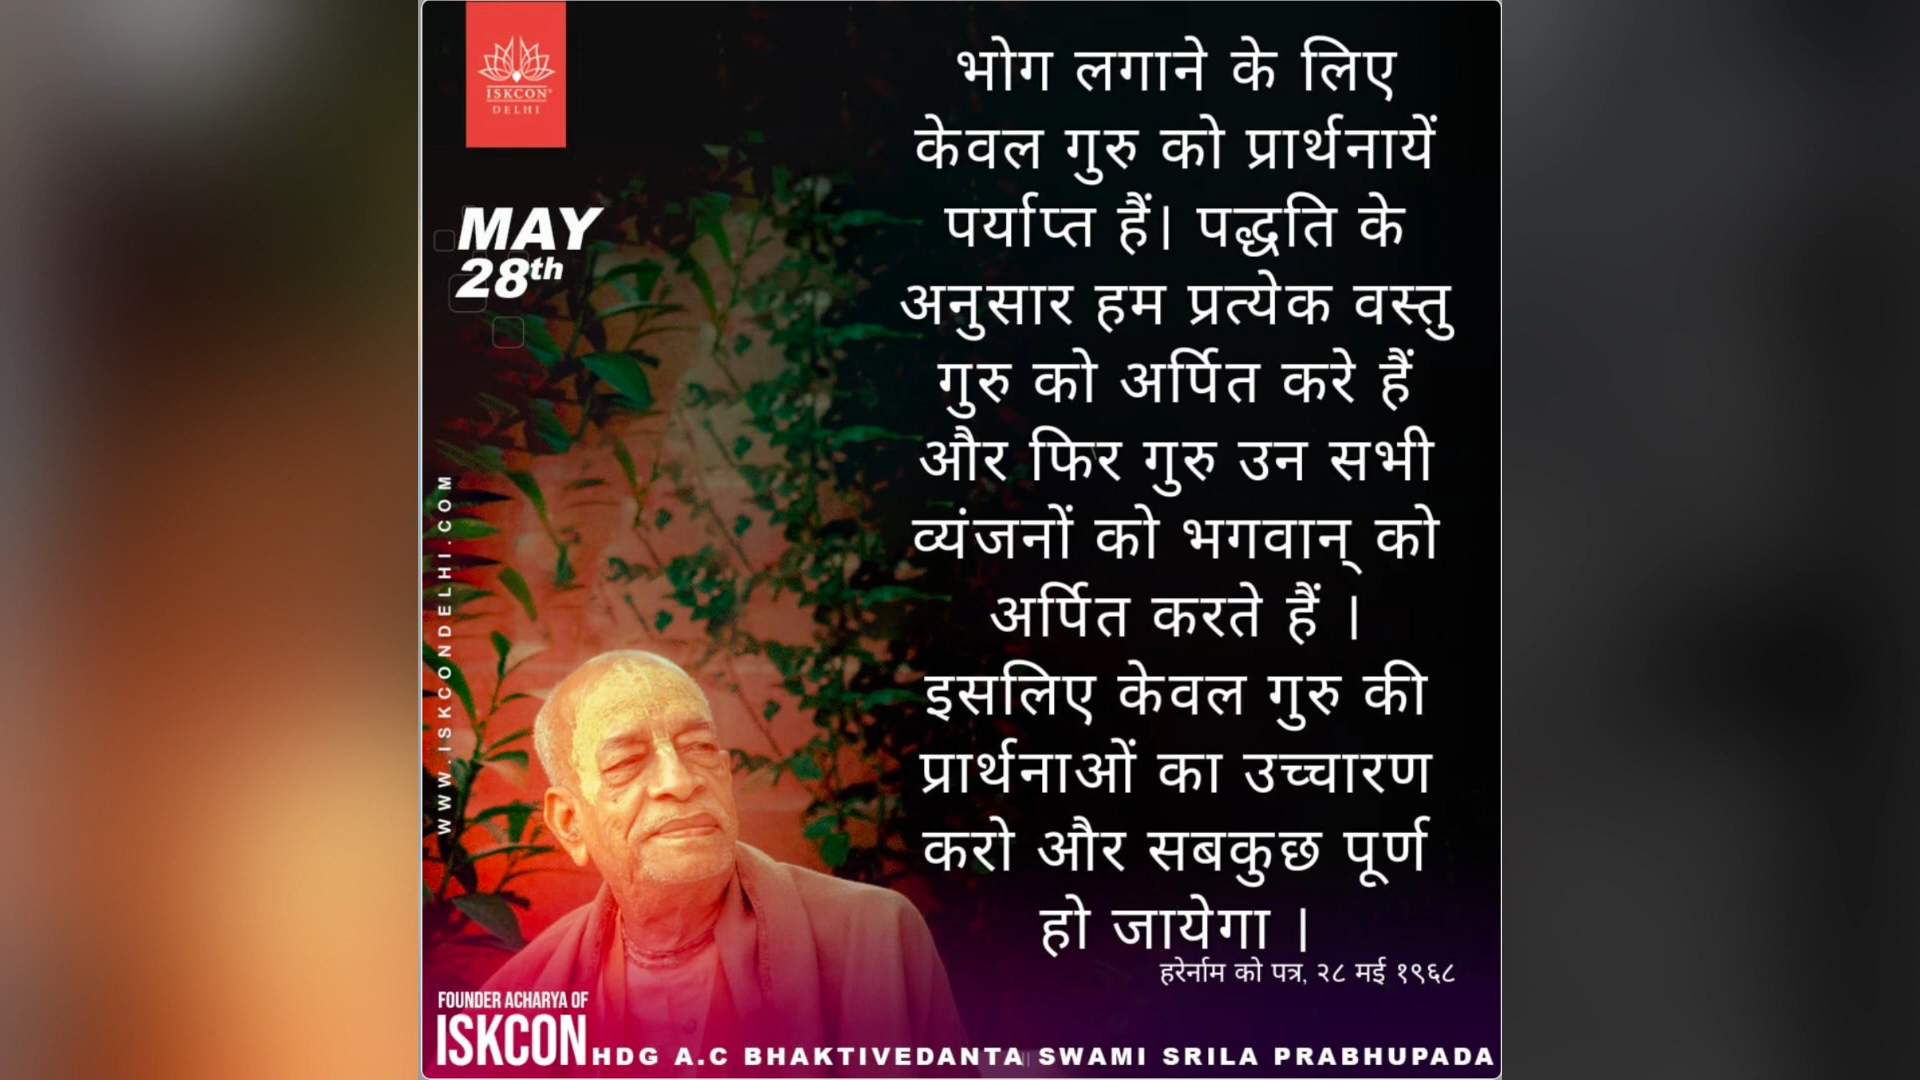 ISKCON
DELHI
MAY
28th
WWW.ISKCONDELHI.COM
भोग लगाने के लिए
केवल गुरु को प्रार्थनायें
पर्याप्त हैं। पद्धति के
अनुसार हम प्रत्येक वस्तु
गुरु को अर्पित करे हैं
और फिर गुरु उन सभी
व्यंजनों को भगवान् को
अर्पित करते हैं ।
इसलिए केवल गुरु की
प्रार्थनाओं का उच्चारण
करो और सबकुछ पूर्ण
हो जायेगा ।
हरेर्नाम को पत्र, २८ मई १९६८
FOUNDER ACHARYA OF
ISKCON HDG A.C BHAKTIVEDANTA SWAMI SRILA PRABHUPADA